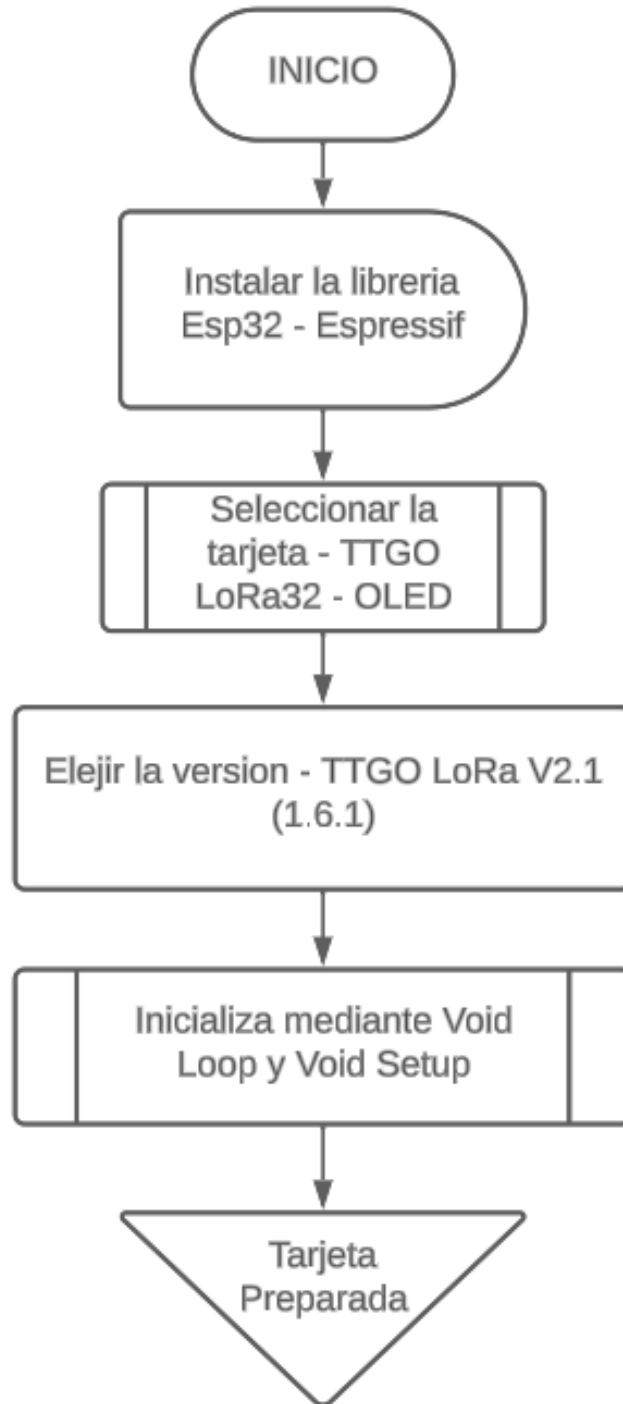 INICIO
Instalar la libreria
Esp32 - Espressif
Seleccionar la
tarjeta - TTGO
LoRa32 - OLED
Elejir la version - TTGO LoRa V2.1
(1.6.1)
Inicializa mediante Void
Loop y Void Setup
Tarjeta
Preparada